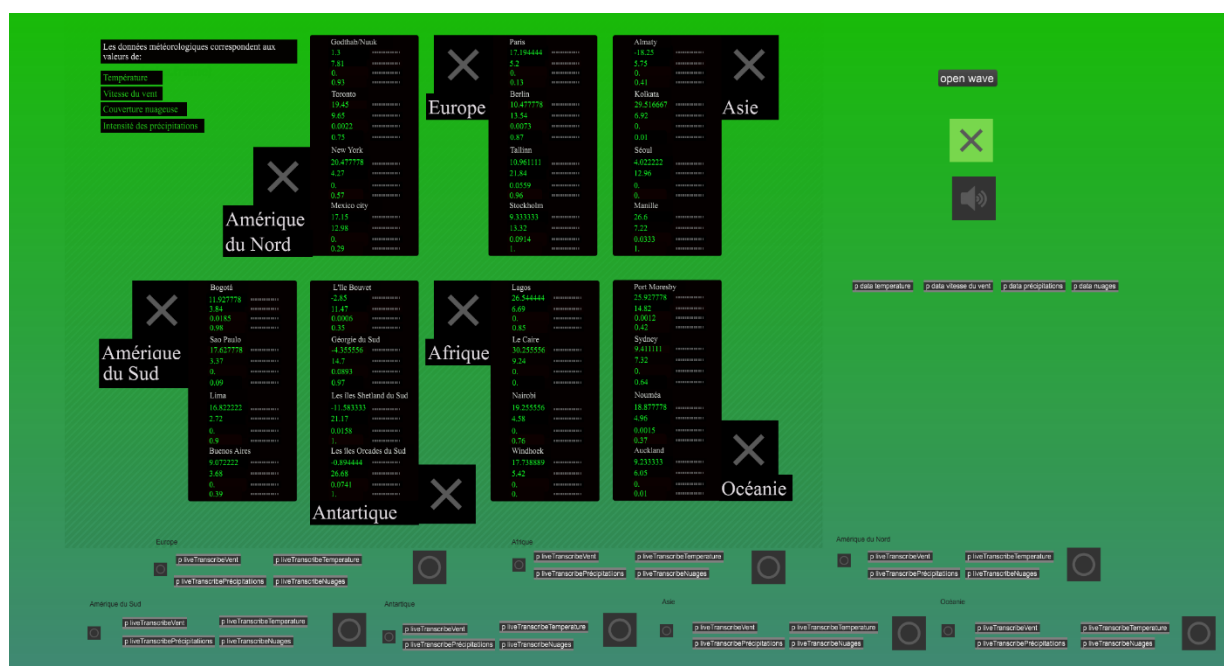 Les données météorologiques correspondent aux
valeurs de:
Température
Vitesse du vent
Couverture nuageuse
Intensité des précipitations
Amérique
du Nord
Godthab/Nuuk
1.3
7.81
0.
0.93
Toronto
19.45
9.65
0.0022
0.75
New York
20.477778
4.27
0.
0.57
Mexico city
17.15
12.98
0.
0.29
Europe
Paris
17.194444
5.2
0.
0.13
Berlin
10.477778
13.54
0.0073
0.87
Tallinn
10.961111
21.84
0.0559
0.96
Stockholm
9.333333
13.32
0.0914
1.
Almaty
-18.25
5.75
0.
0.41
Kolkata
29.516667
6.92
0.
0.01
Séoul
4.022222
12.96
0.
0.
Manille
26.6
7.22
0.0333
1.
Asie
open wave
p data temperature
p data vitesse du vent
p data précipitations
p data nuages
Amérique
du Sud
Bogotá
11.927778
3.84
0.0185
0.98
Sao Paulo
17.627778
3.37
0.
0.09
Lima
16.822222
2.72
0.
0.9
Buenos Aires
9.072222
3.68
0.
0.39
L'île Bouvet
-2.85
11.47
0.0006
0.35
Géorgie du Sud
-4.355556
14.7
0.0893
0.97
Les îles Shetland du Sud
-11.583333
21.17
0.0158
1.
Les îles Orcades du Sud
-0.894444
26.68
0.0741
1.
Antartique
Afrique
Lagos
26.544444
6.69
0.
0.85
Le Caire
30.255556
9.24
0.
0.
Nairobi
19.255556
4.58
0.
0.76
Windhoek
17.738889
5.42
0.
0.
Port Moresby
25.927778
14.82
0.0012
0.42
Sydney
9.411111
7.32
0.
0.64
Nouméa
18.877778
4.96
0.0015
0.37
Auckland
9.233333
6.05
0.
0.01
Océanie
Europe
p liveTranscribeVent
p liveTranscribeTemperature
p liveTranscribePrécipitations
p liveTranscribeNuages
Afrique
p liveTranscribeVent
p liveTranscribeTemperature
p liveTranscribePrécipitations
p liveTranscribeNuages
Amérique du Nord
p liveTranscribeVent
p liveTranscribeTemperature
p liveTranscribePrécipitations
p liveTranscribeNuages
Amérique du Sud
p liveTranscribeVent
p liveTranscribeTemperature
p liveTranscribePrécipitations
p liveTranscribeNuages
Antartique
p liveTranscribeVent
p liveTranscribeTemperature
p liveTranscribePrécipitations
p liveTranscribeNuages
Asie
p liveTranscribeVent
p liveTranscribeTemperature
p liveTranscribePrécipitations
p liveTranscribeNuages
Océanie
p liveTranscribeVent
p liveTranscribeTemperature
p liveTranscribePrécipitations
p liveTranscribeNuages